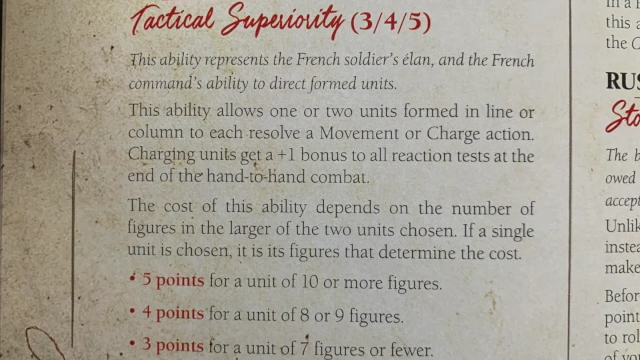 Tactical Superiority (3/4/5)
This ability represents the French soldier's élan, and the French
command's ability to direct formed units.
This ability allows one or two units formed in line or
column to each resolve a Movement or Charge action.
Charging units get a +1 bonus to all reaction tests at the
end of the hand-to-hand combat.
The cost of this ability depends on the number of
figures in the larger of the two units chosen. If a single
unit is chosen, it is its figures that determine the cost.
• 5 points for a unit of 10 or more figures.
• 4 points for a unit of 8 or 9 figures.
• 3 points for a unit of 7 figures or fewer.
this
the
The
owed
Unlik
instea
make
Befor
point
to rol